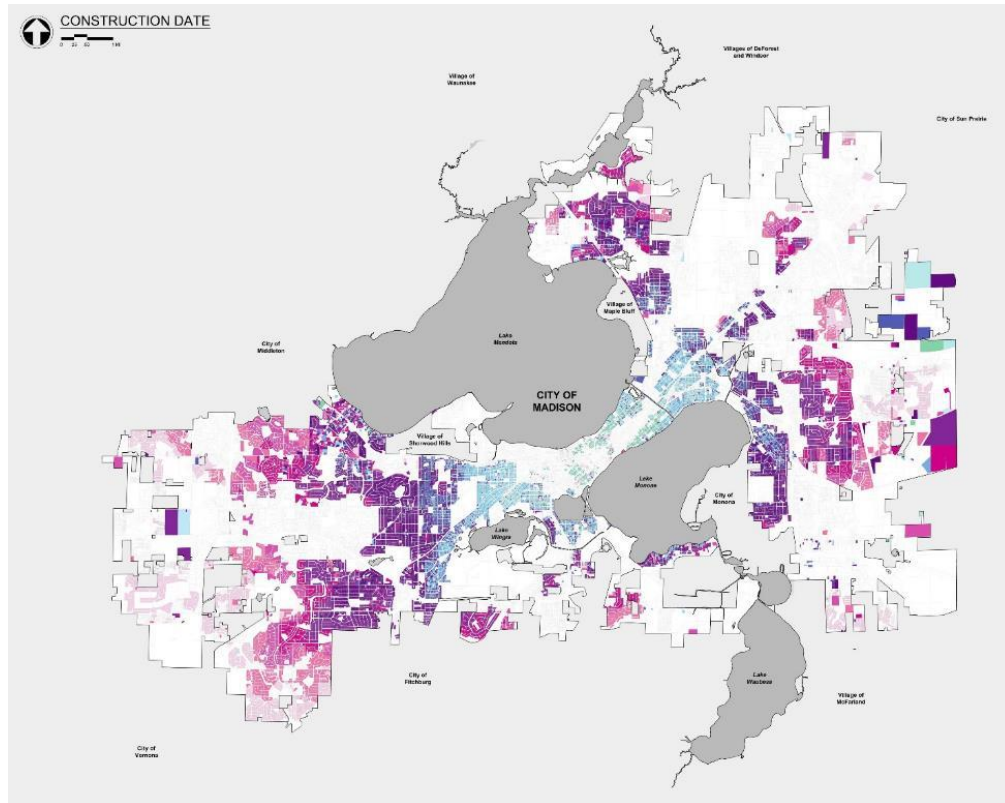 CONSTRUCTION DATE
Villages of DeForest
and Windsor
Village of
Waunakee
City of Sun Prairie
Village of
Maple Bluff
Lake
Mendota
City of
Middleton
CITY OF
MADISON
Village of
Sherwood Hills
Lake
Monona
City of
Monona
Lake
Wingra
City of
Fitchburg
Lake
Waubesa
Village of
McFarland
City of
Verona